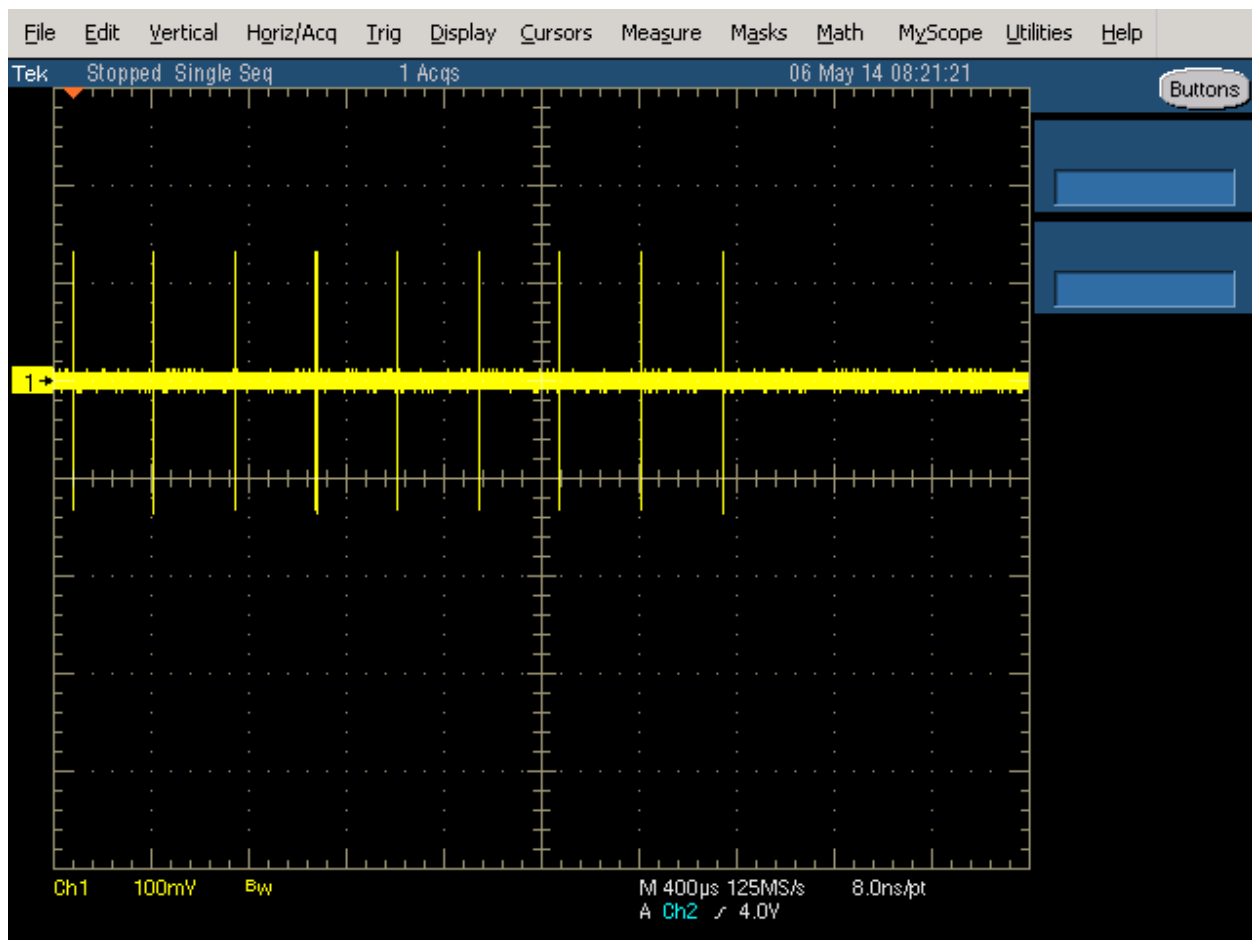 File Edit Vertical Horiz/Acq Trig Display Cursors Measure Masks Math MyScope Utilities Help
Tek Stopped Single Seq 1 Acqs 06 May 14 08:21:21 Buttons
1
Ch1 100mV BW M 400µs 125MS/s 8.0ns/pt
A Ch2 4.0V